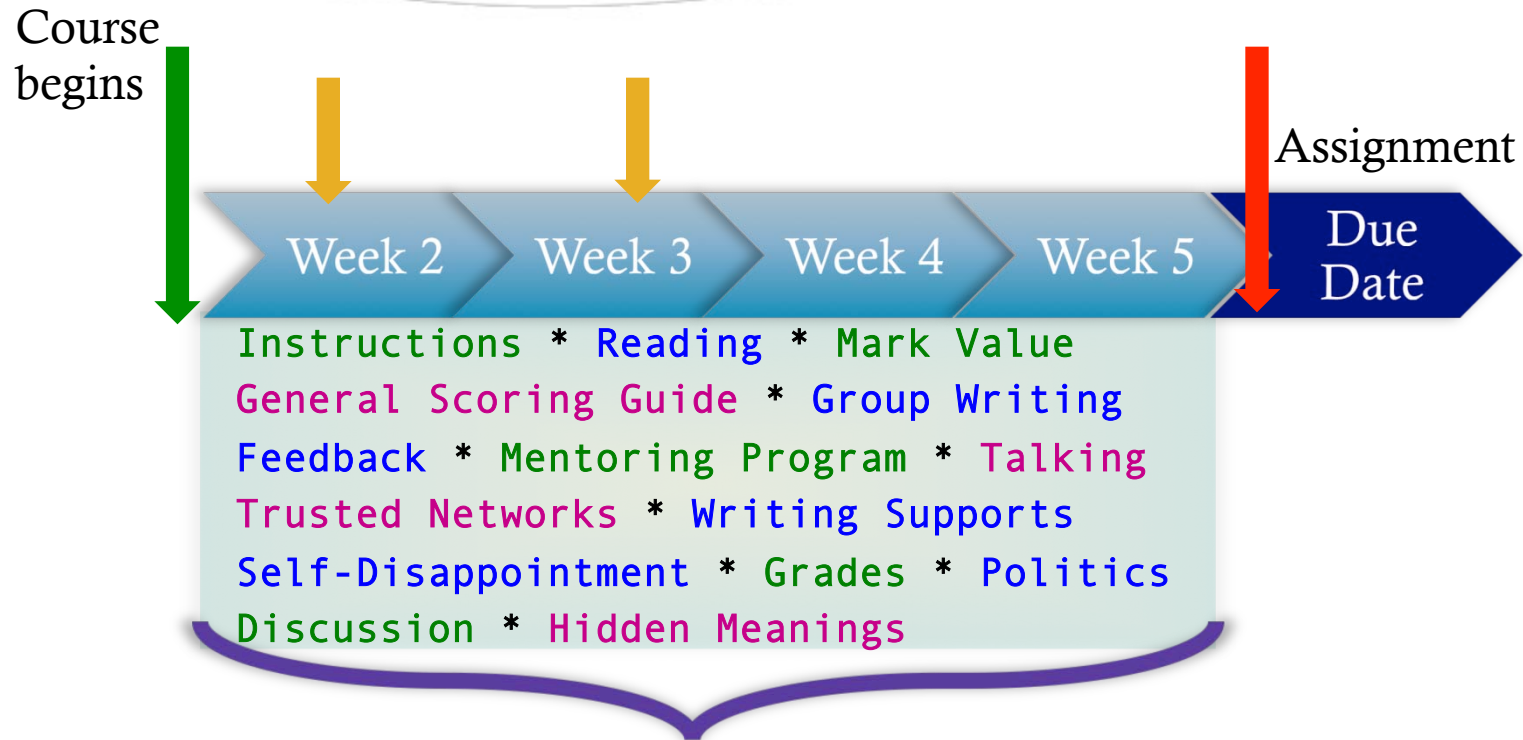 Course
begins
Assignment
Week 2
Week 3
Week 4
Week 5
Due
Date
Instructions * Reading * Mark Value
General Scoring Guide * Group Writing
Feedback * Mentoring Program * Talking
Trusted Networks * Writing Supports
Self-Disappointment * Grades * Politics
Discussion * Hidden Meanings